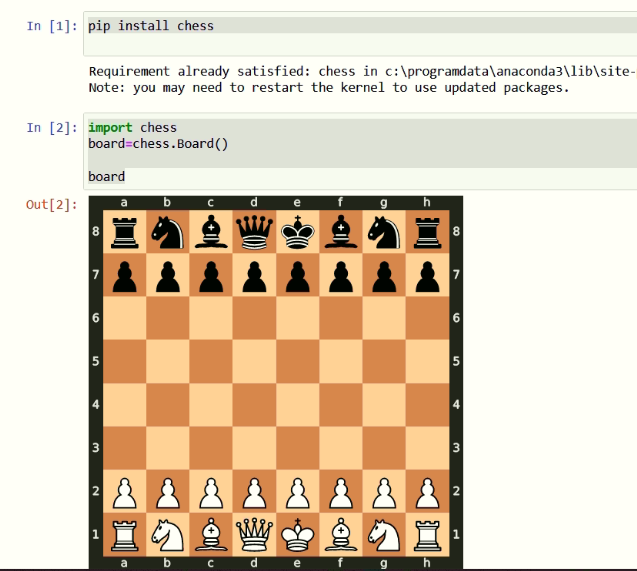 In [1]: pip install chess
Requirement already satisfied: chess in c:\programdata\anaconda3\lib\site-
Note: you may need to restart the kernel to use updated packages.
In [2]: import chess
board=chess.Board()
board
Out[2]:
a b c d e f g h
8 8
7 7
6 6
5 5
4 4
3 3
2 2
1 1
a b c d e f g h